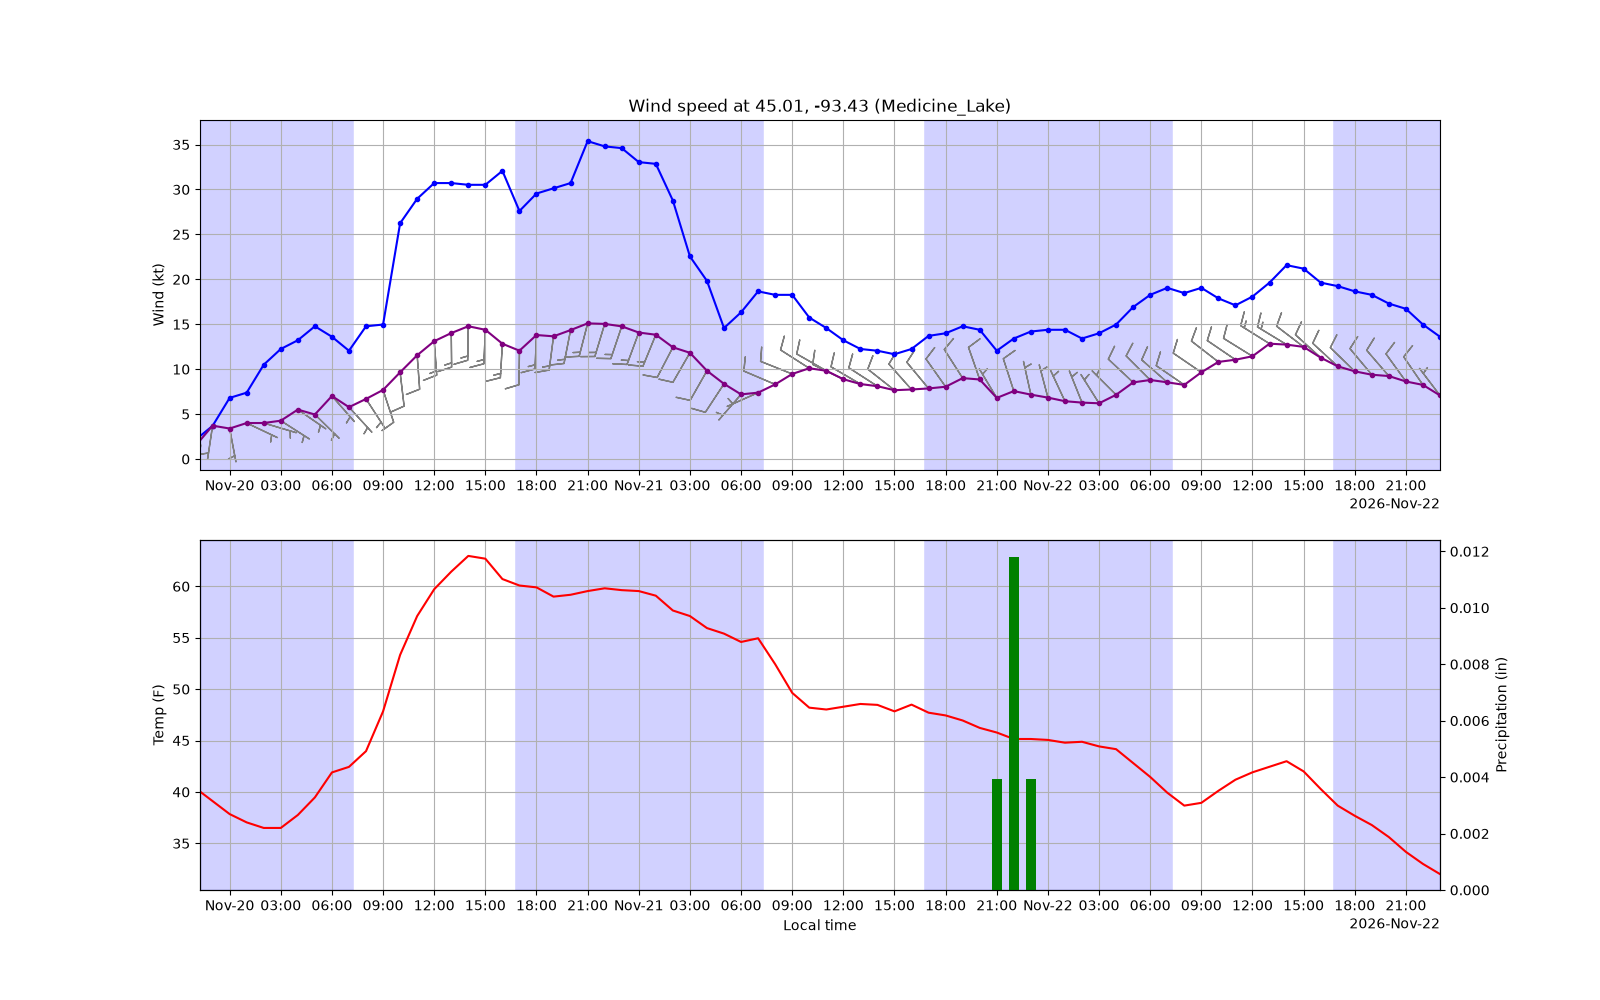 Wind speed at 45.01, -93.43 (Medicine_Lake)
35
30
25
20
15
10
5
0
Wind (kt)
Nov-20 03:00 06:00 09:00 12:00 15:00 18:00 21:00 Nov-21 03:00 06:00 09:00 12:00 15:00 18:00 21:00 Nov-22 03:00 06:00 09:00 12:00 15:00 18:00 21:00
2026-Nov-22
60
55
50
45
40
35
Temp (F)
0.012
0.010
0.008
0.006
0.004
0.002
0.000
Precipitation (in)
Nov-20 03:00 06:00 09:00 12:00 15:00 18:00 21:00 Nov-21 03:00 06:00 09:00 12:00 15:00 18:00 21:00 Nov-22 03:00 06:00 09:00 12:00 15:00 18:00 21:00
2026-Nov-22
Local time